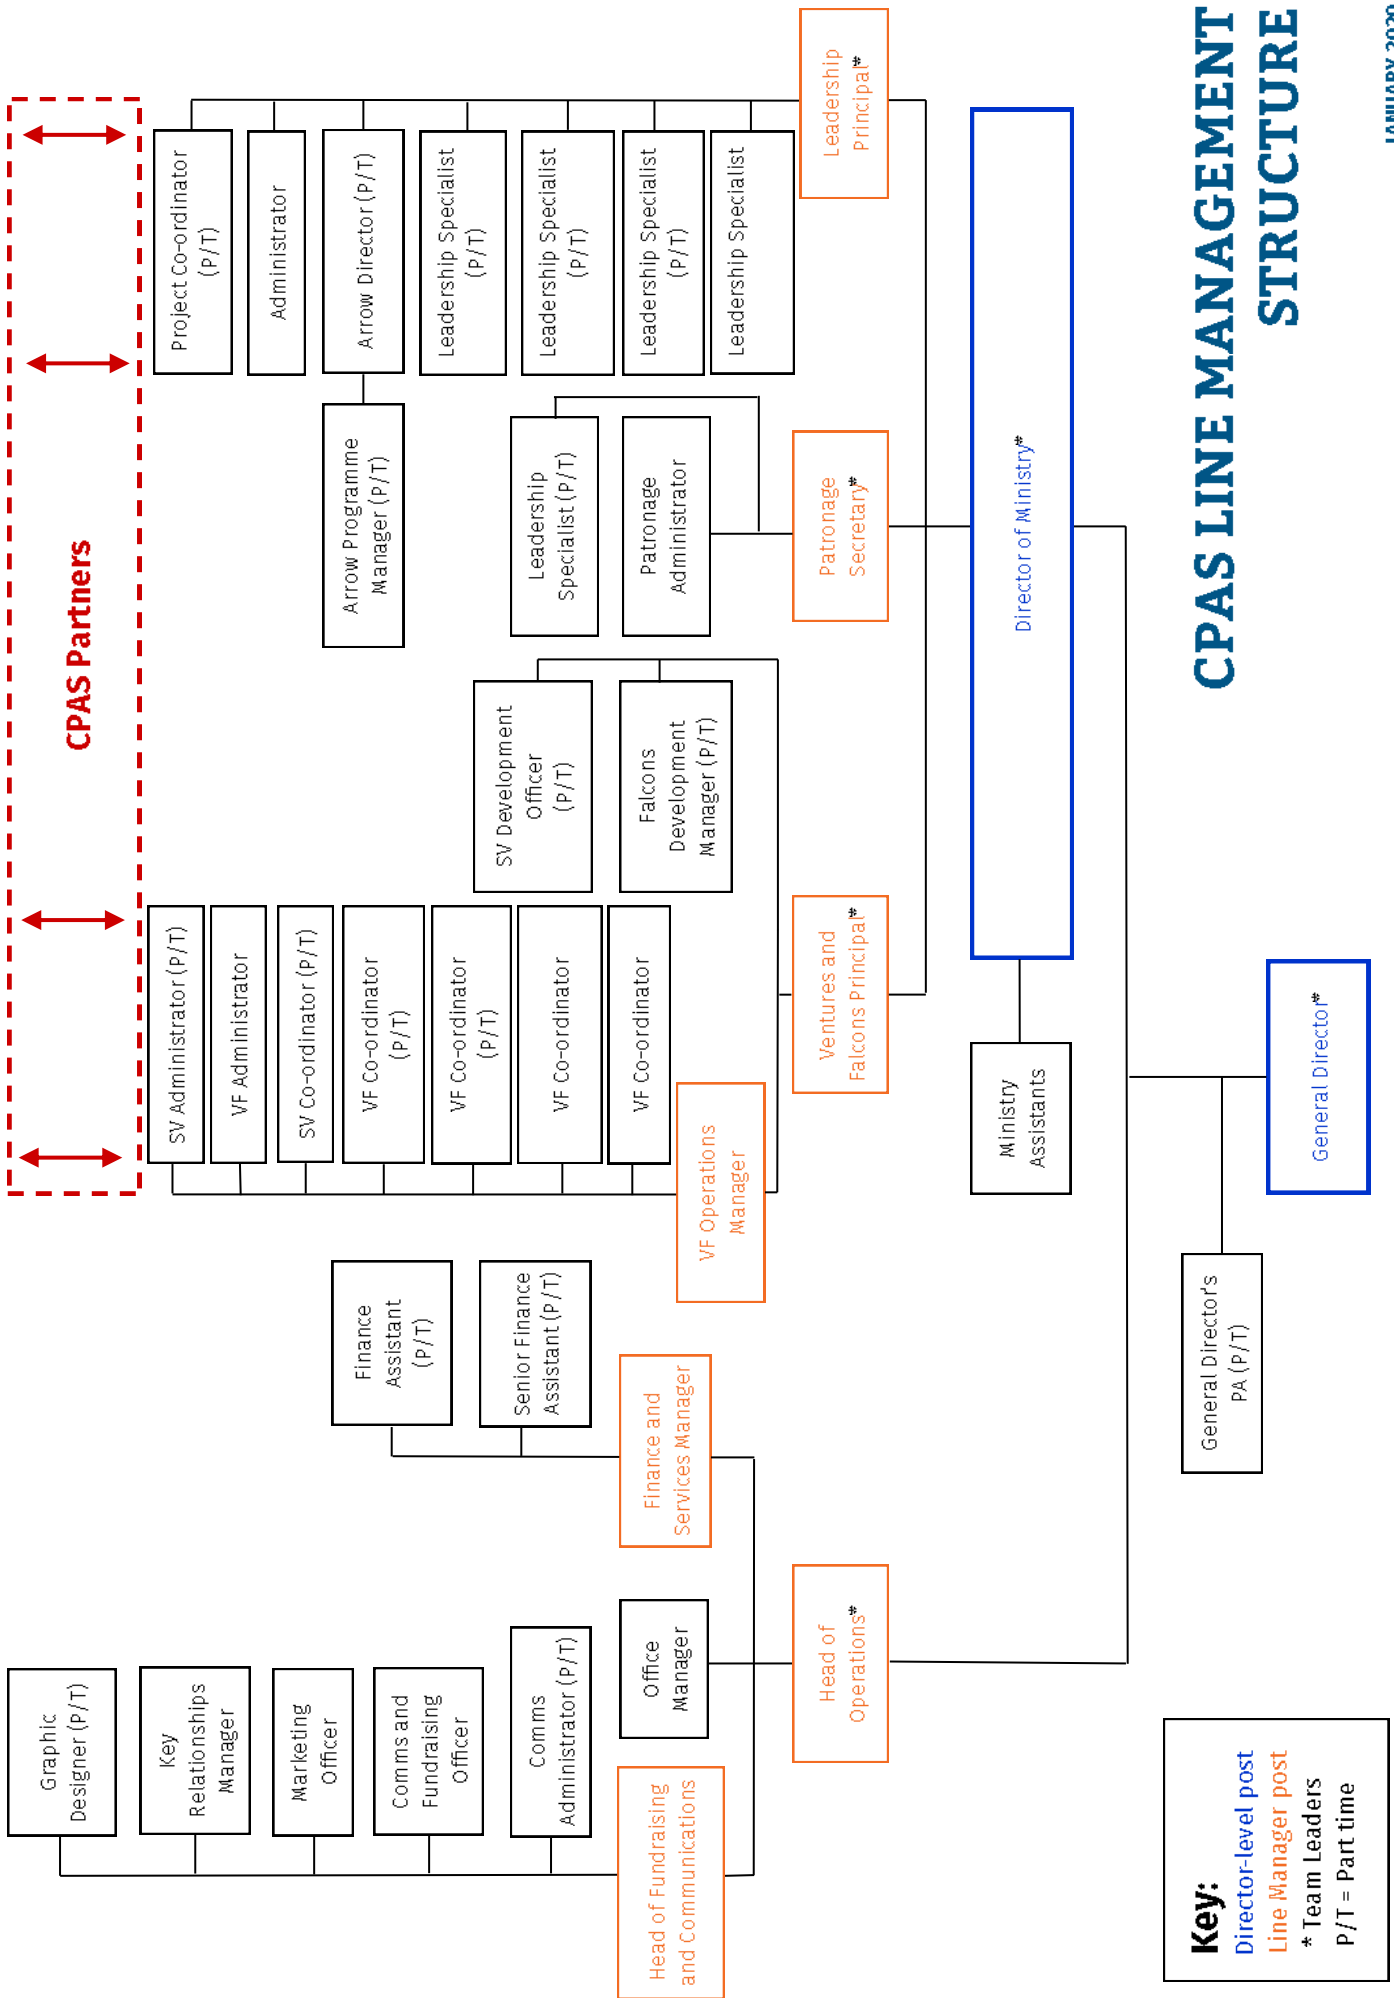 CPAS LINE MANAGEMENT
STRUCTURE
JANUARY 2020
General Director*
General Director's
PA (P/T)
Director of Ministry*
Ministry
Assistants
Head of
Operations*
Head of Fundraising
and Communications
Graphic
Designer (P/T)
Key
Relationships
Manager
Marketing
Officer
Comms and
Fundraising
Officer
Comms
Administrator (P/T)
Office
Manager
Finance and
Services Manager
Finance
Assistant
(P/T)
Senior Finance
Assistant (P/T)
Ventures and
Falcons Principal*
VF Operations
Manager
SV Administrator (P/T)
VF Administrator
SV Co-ordinator (P/T)
VF Co-ordinator
(P/T)
VF Co-ordinator
(P/T)
VF Co-ordinator
VF Co-ordinator
SV Development
Officer
(P/T)
Falcons
Development
Manager (P/T)
Patronage
Secretary*
Leadership
Specialist (P/T)
Patronage
Administrator
Leadership
Principal*
Project Co-ordinator
(P/T)
Administrator
Arrow Director (P/T)
Arrow Programme
Manager (P/T)
Leadership Specialist
(P/T)
Leadership Specialist
(P/T)
Leadership Specialist
(P/T)
Leadership Specialist
CPAS Partners
Key:
Director-level post
Line Manager post
* Team Leaders
P/T = Part time